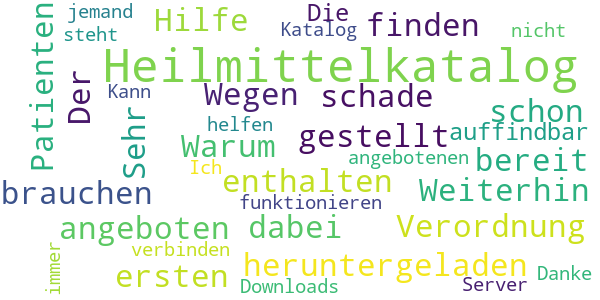 jemand
Hilfe
Die
finden
steht
Katalog
nicht
Patienten
Heilmittelkatalog
Der
Kann
Wegen
schade
schon
Sehr
helfen
gestellt
auffindbar
Warum
angebotenen
bereit
Ich
enthalten
Weiterhin
brauchen
funktionieren
angeboten
dabei
Verordnung
immer
verbinden
heruntergeladen
ersten
Downloads
Server
Danke